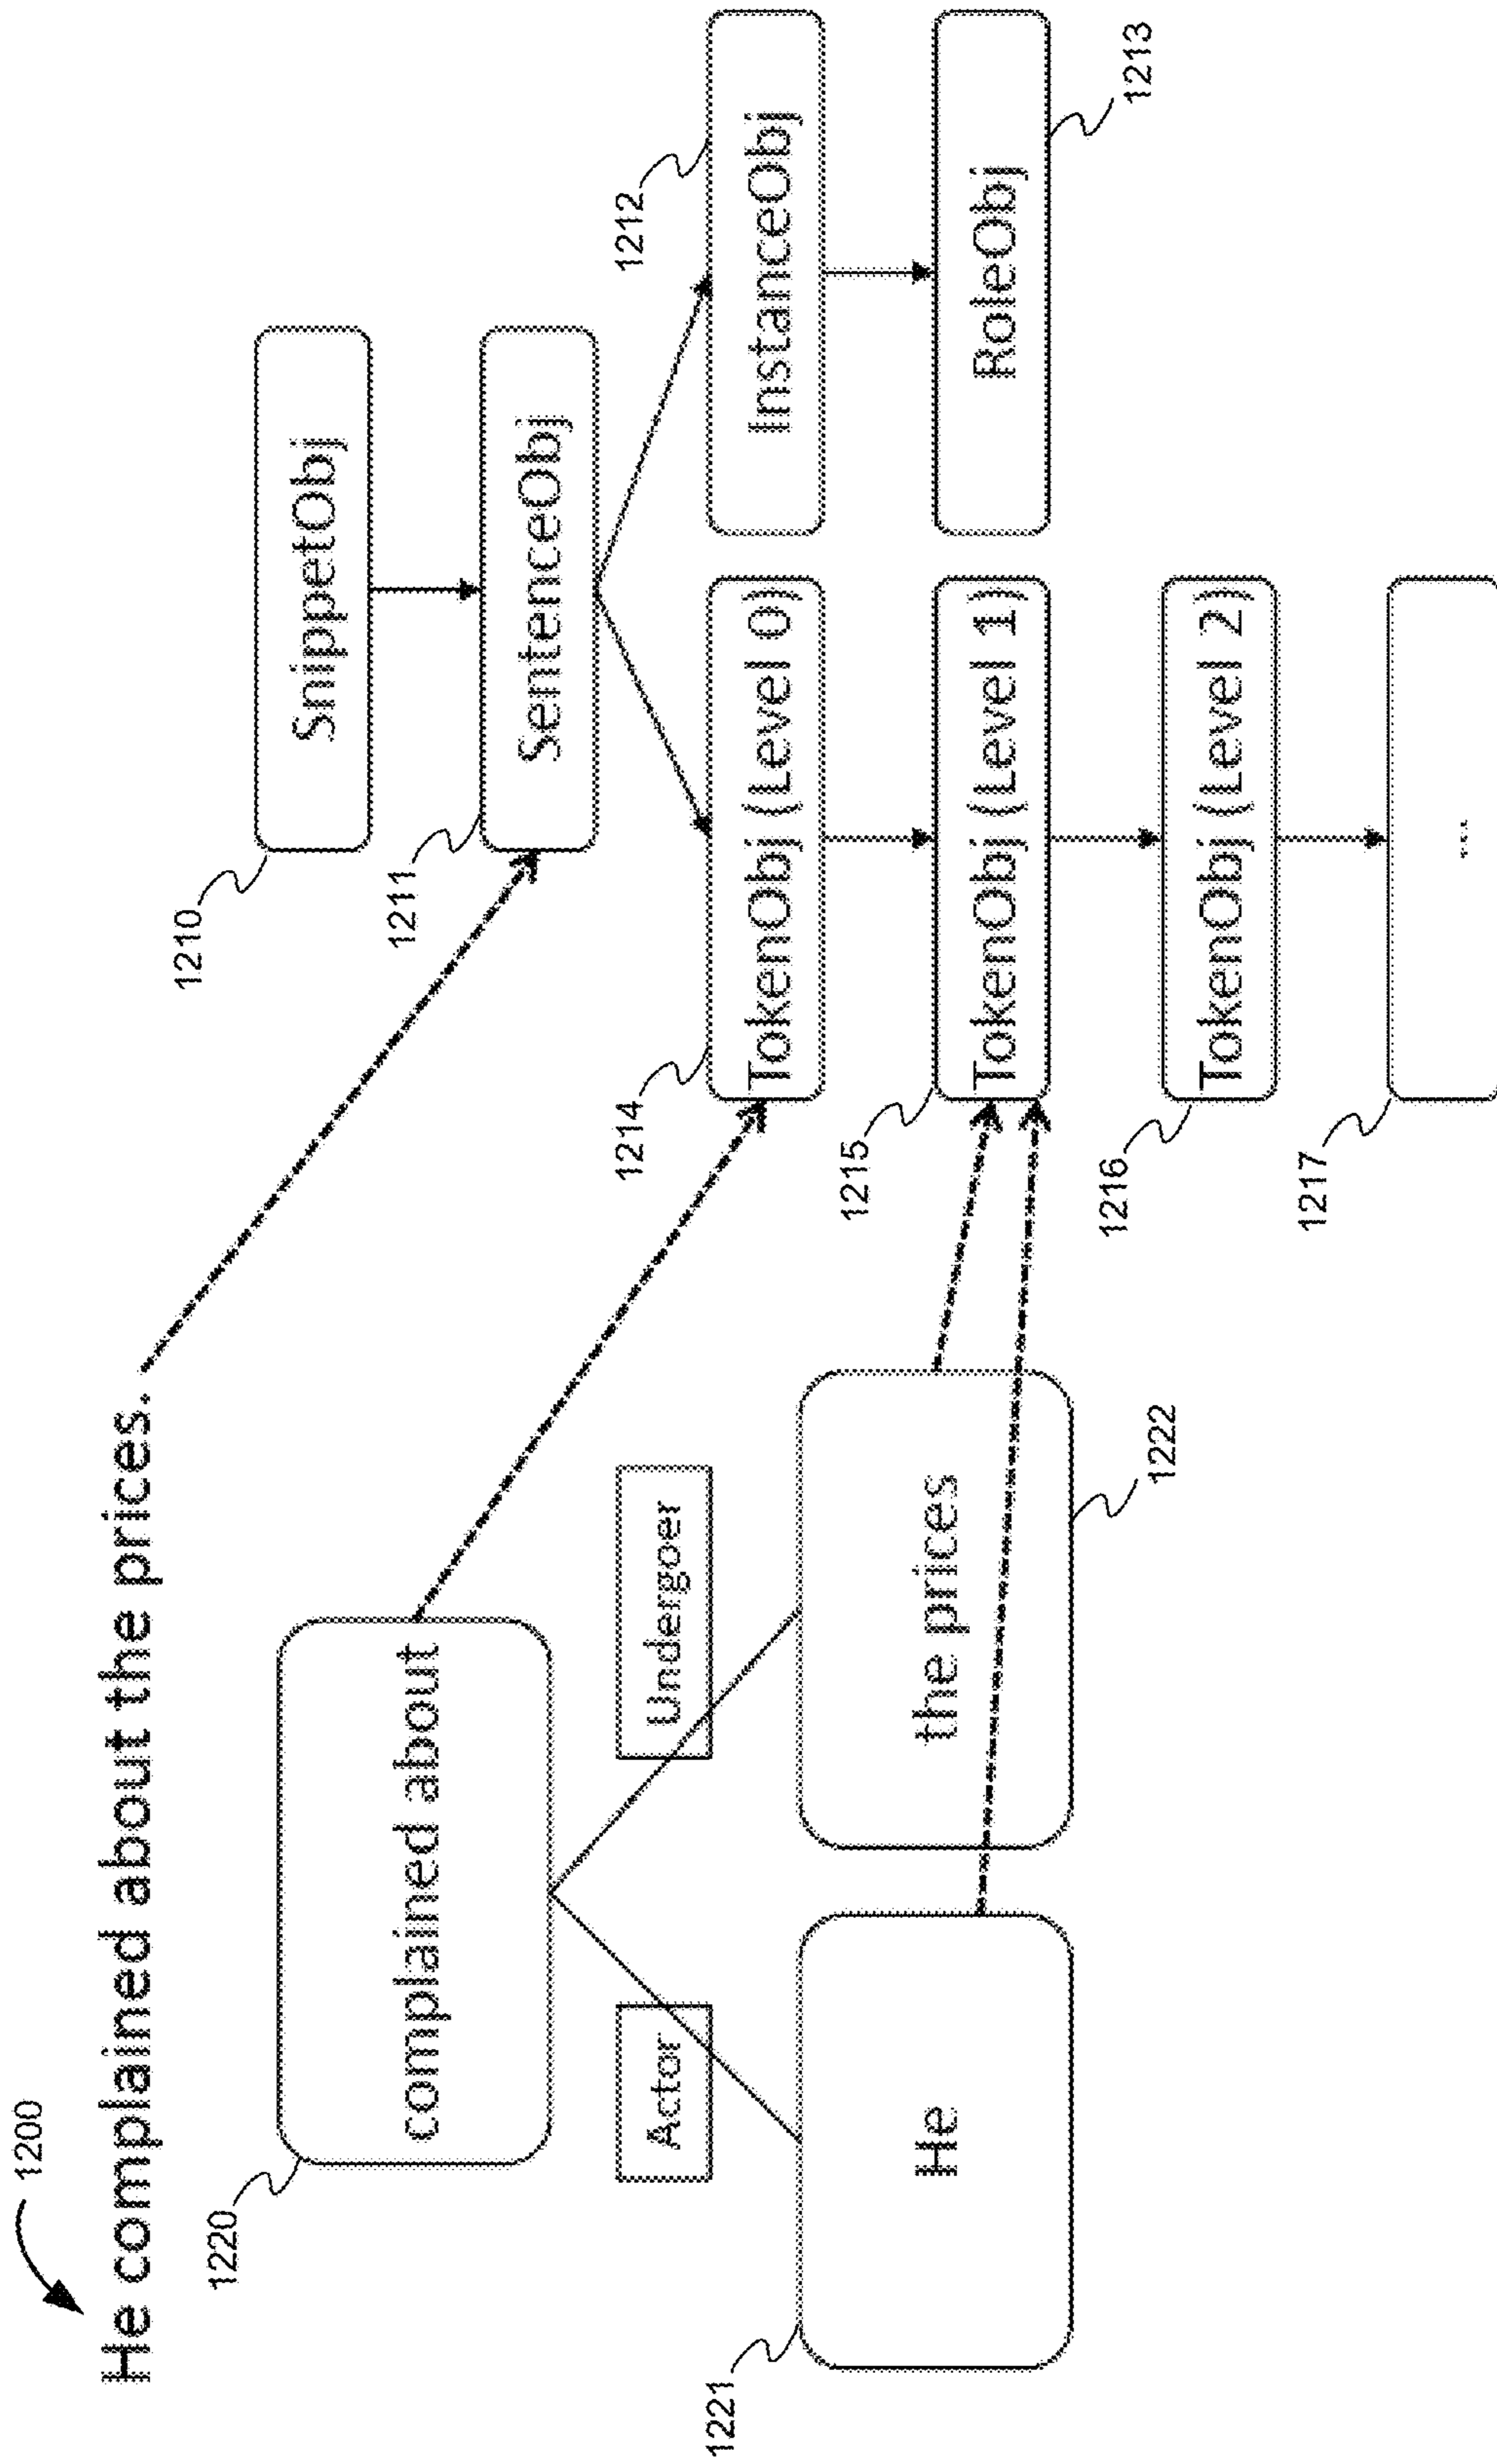 1200
He complained about the prices.
1210
SnippetObj
1220
complained about
1211
SentenceObj
Actor
Undergoer
1214
TokenObj (Level 0)
1212
InstanceObj
1221
He
the prices
1222
1215
TokenObj (Level 1)
RoleObj
1213
1216
TokenObj (Level 2)
1217
...